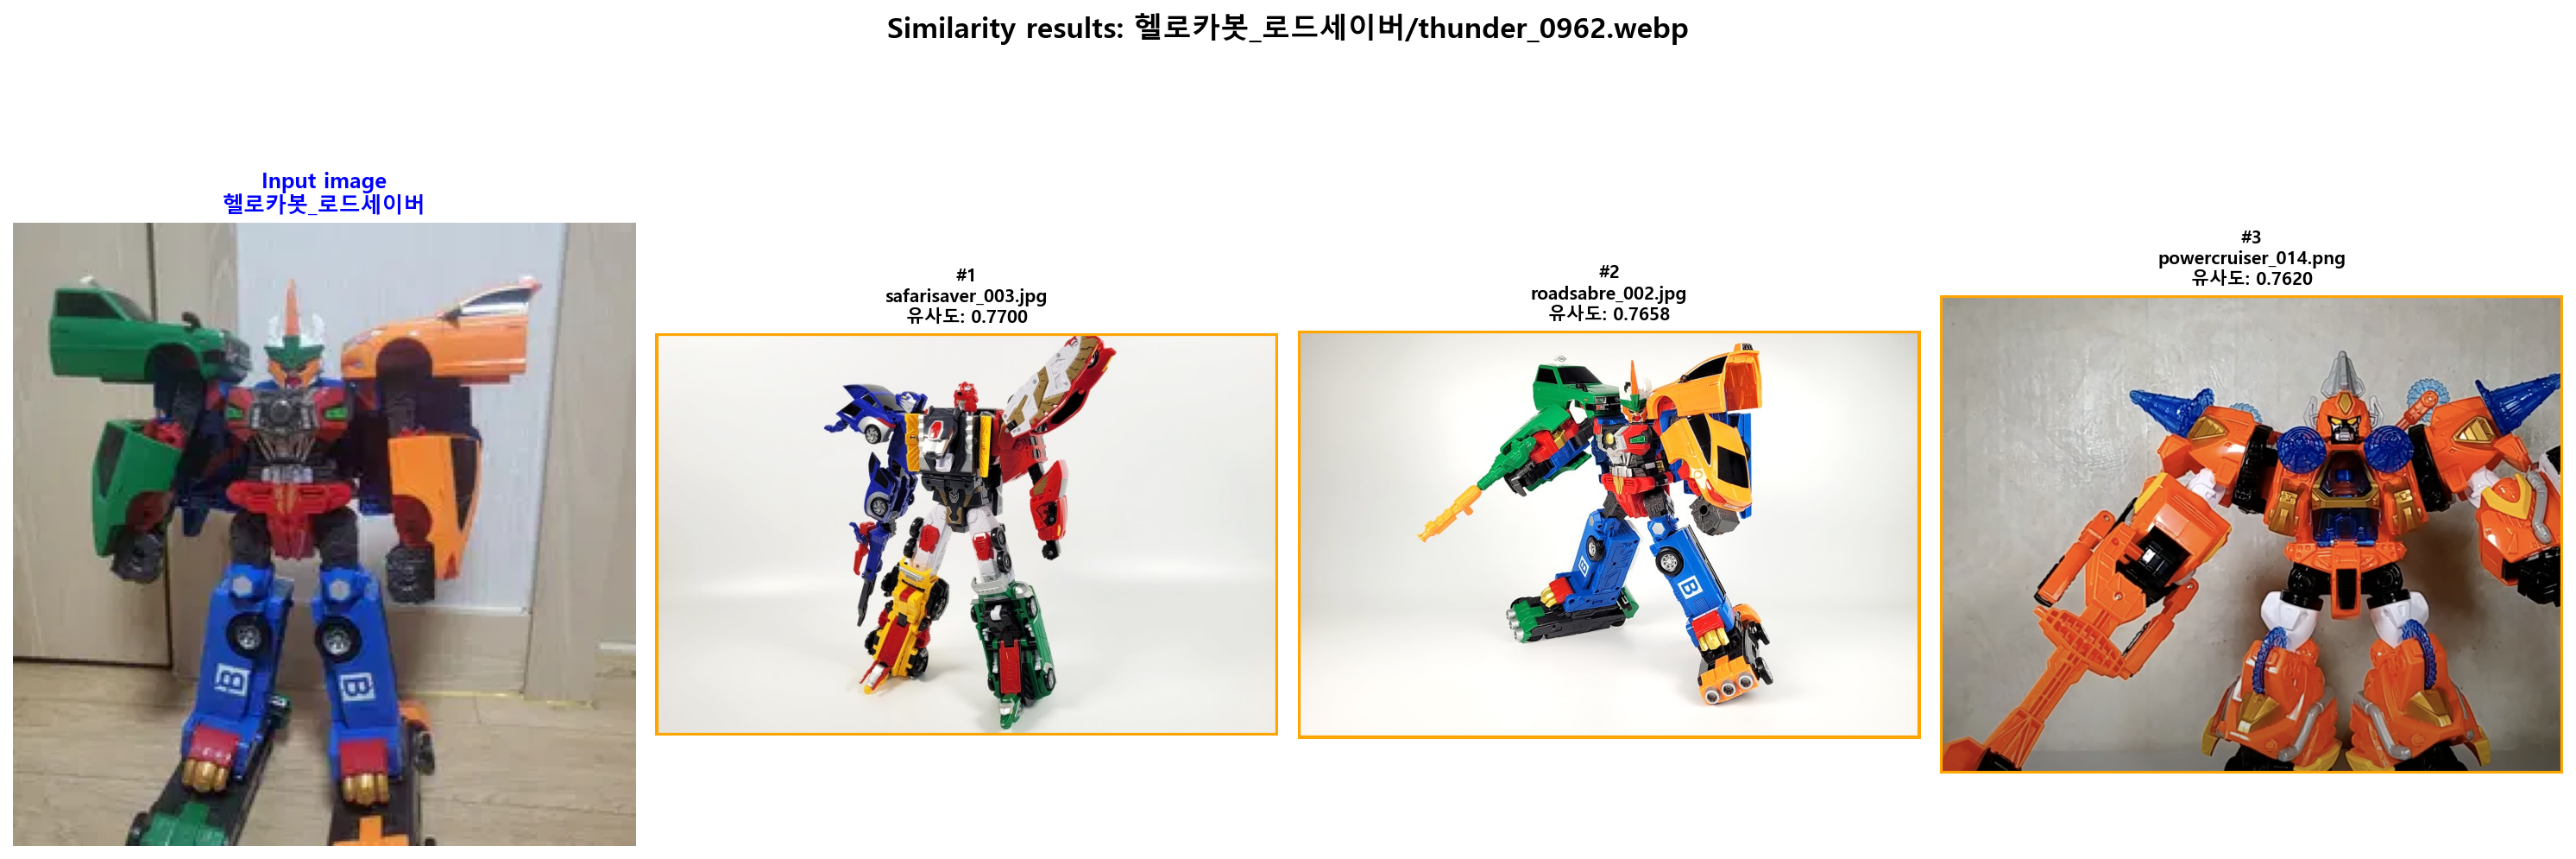 Similarity results: 헬로카봇_로드세이버/thunder_0962.webp
Input image
헬로카봇_로드세이버
#1
safarisaver_003.jpg
유사도: 0.7700
#2
roadsabre_002.jpg
유사도: 0.7658
#3
powercruiser_014.png
유사도: 0.7620
B
B
B
B